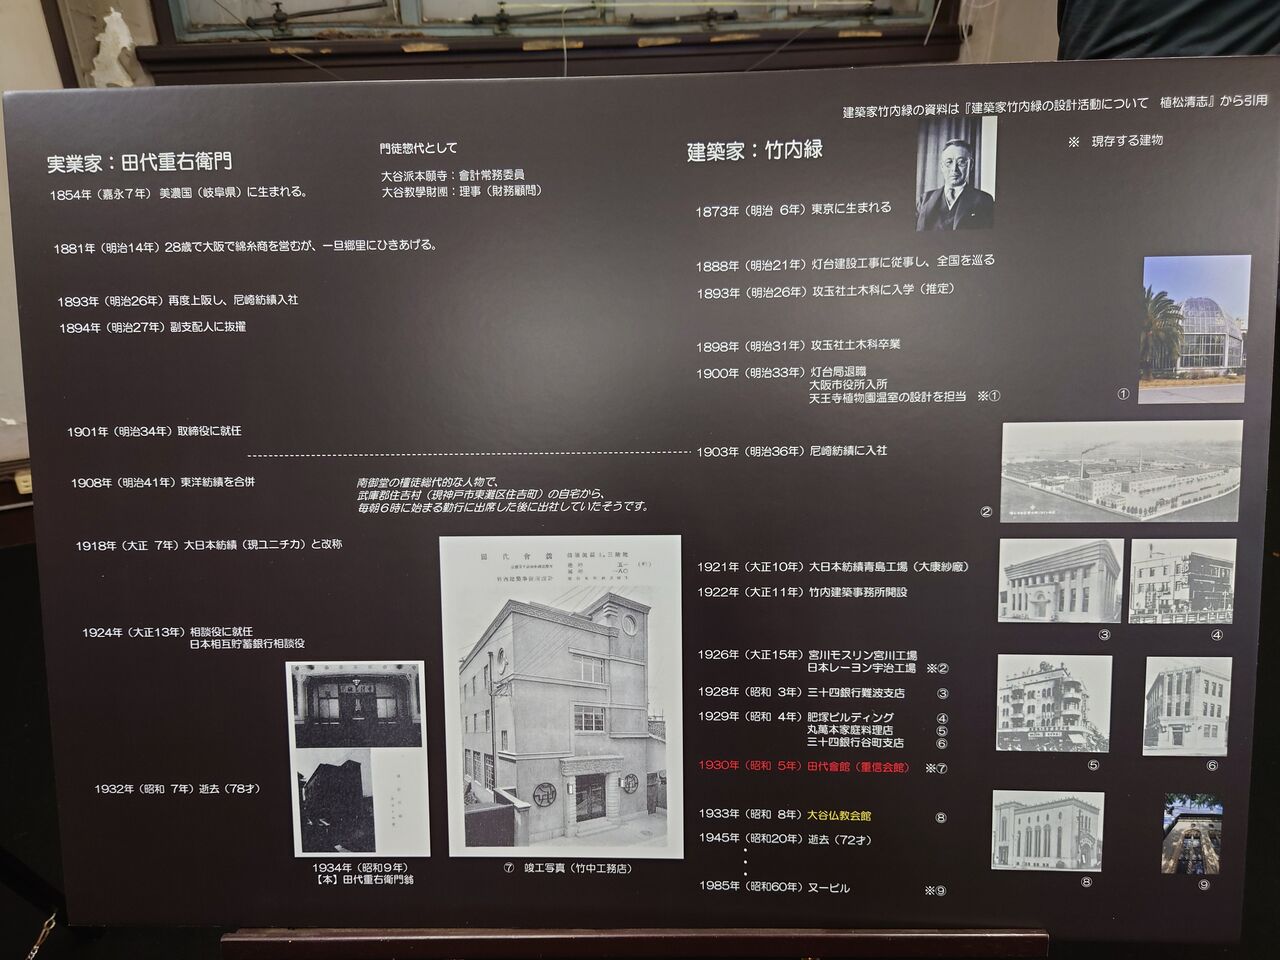 建築家竹内緑の資料は『建築家竹内緑の設計活動について　植松清志』から引用
実業家：田代重右衛門
1854年（嘉永7年）美濃国（岐阜県）に生まれる。
門徒惣代として
大谷派本願寺：會計常務委員
大谷教學財團：理事（財務顧問）
1881年（明治14年）28歳で大阪で綿糸商を営むが、一旦郷里にひきあげる。
1893年（明治26年）再度上阪し、尼崎紡績入社
1894年（明治27年）副支配人に抜擢
1901年（明治34年）取締役に就任
1908年（明治41年）東洋紡績を合併
南御堂の檀徒総代的な人物で、
武庫郡住吉村（現神戸市東灘区住吉町）の自宅から、
毎朝6時に始まる勤行に出席した後に出社していたそうです。
1918年（大正 7年）大日本紡績（現ユニチカ）と改称
1924年（大正13年）相談役に就任
日本相互貯蓄銀行相談役
1932年（昭和 7年）逝去（78才）
1934年（昭和9年）
【本】田代重右衛門翁
⑦　竣工写真（竹中工務店）
建築家：竹内緑
※　現存する建物
1873年（明治 6年）東京に生まれる
1888年（明治21年）灯台建設工事に従事し、全国を巡る
1893年（明治26年）攻玉社土木科に入学（推定）
1898年（明治31年）攻玉社土木科卒業
1900年（明治33年）灯台局退職
大阪市役所入所
天王寺植物園温室の設計を担当　※①
1903年（明治36年）尼崎紡績に入社
1921年（大正10年）大日本紡績青島工場（大康紗廠）
1922年（大正11年）竹内建築事務所開設
1926年（大正15年）宮川モスリン宮川工場
日本レーヨン宇治工場　※②
1928年（昭和 3年）三十四銀行難波支店　③
1929年（昭和 4年）肥塚ビルディング　④
丸萬本家庭料理店　⑤
三十四銀行谷町支店　⑥
1930年（昭和 5年）田代會館（重信会館）　※⑦
1933年（昭和 8年）大谷仏教会館　⑧
1945年（昭和20年）逝去（72才）
1985年（昭和60年）又一ビル　※⑨
①
②
③
④
⑤
⑥
⑧
⑨